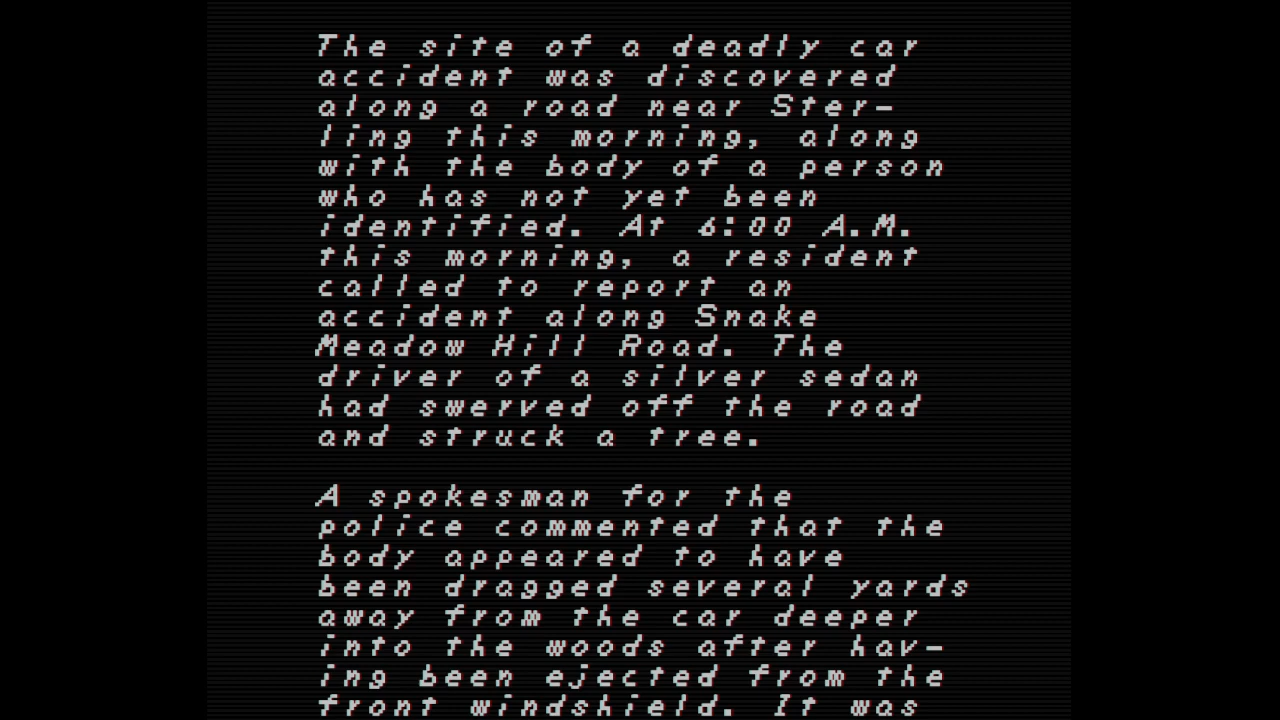 The site of a deadly car
accident was discovered
along a road near Ster-
ling this morning, along
with the body of a person
who has not yet been
identified. At 6:00 A.M.
this morning, a resident
called to report an
accident along Snake
Meadow Hill Road. The
driver of a silver sedan
had swerved off the road
and struck a tree.

A spokesman for the
police commented that the
body appeared to have
been dragged several yards
away from the car deeper
into the woods after hav-
ing been ejected from the
front windshield. It was